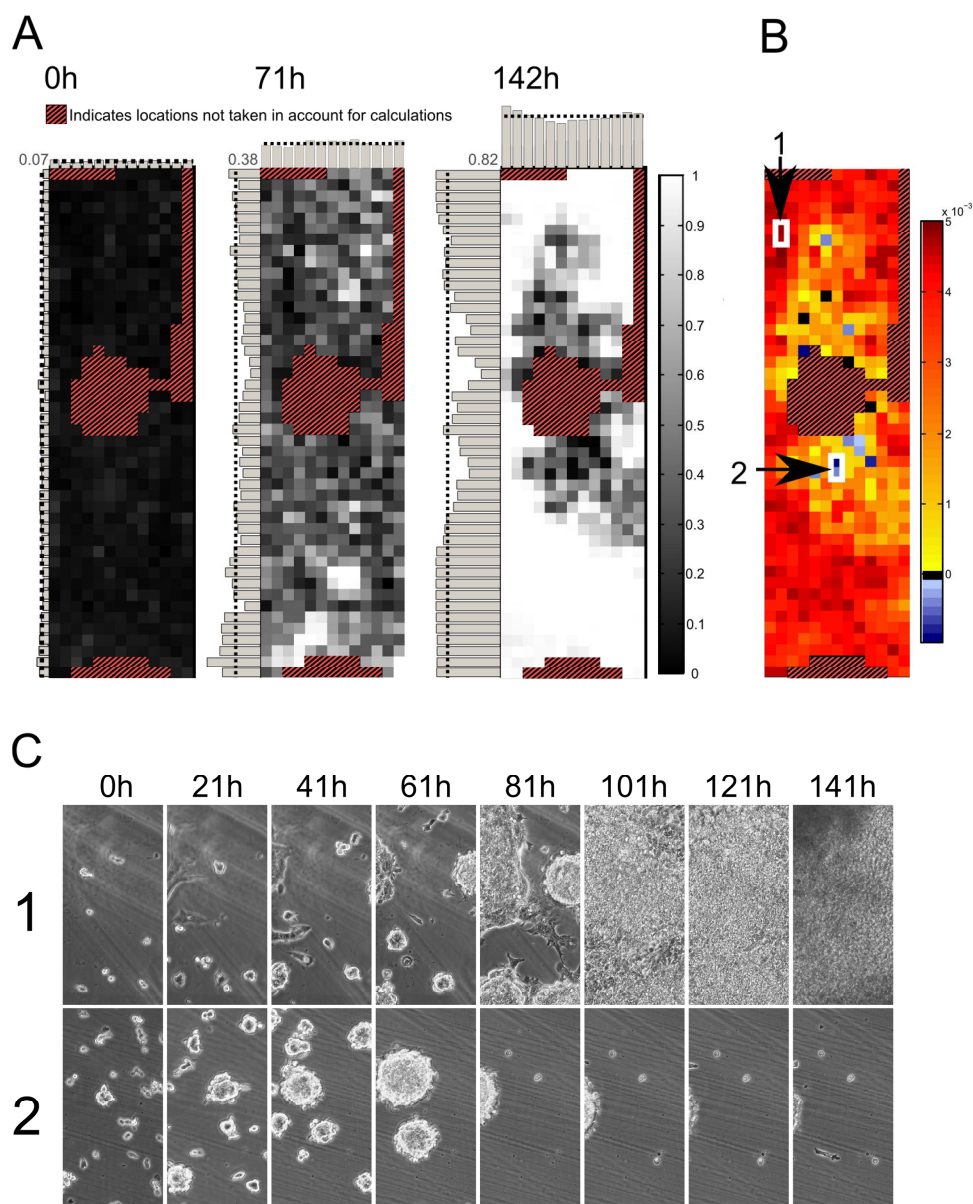 A
B
0h 71h 142h
Indicates locations not taken in account for calculations
1
0.07 0.38 0.82
1
0.9
0.8
0.7
0.6
0.5
0.4
0.3
0.2
0.1
0
x 10⁻³
5
4
3
2
1
0
2
C
0h 21h 41h 61h 81h 101h 121h 141h
1
2